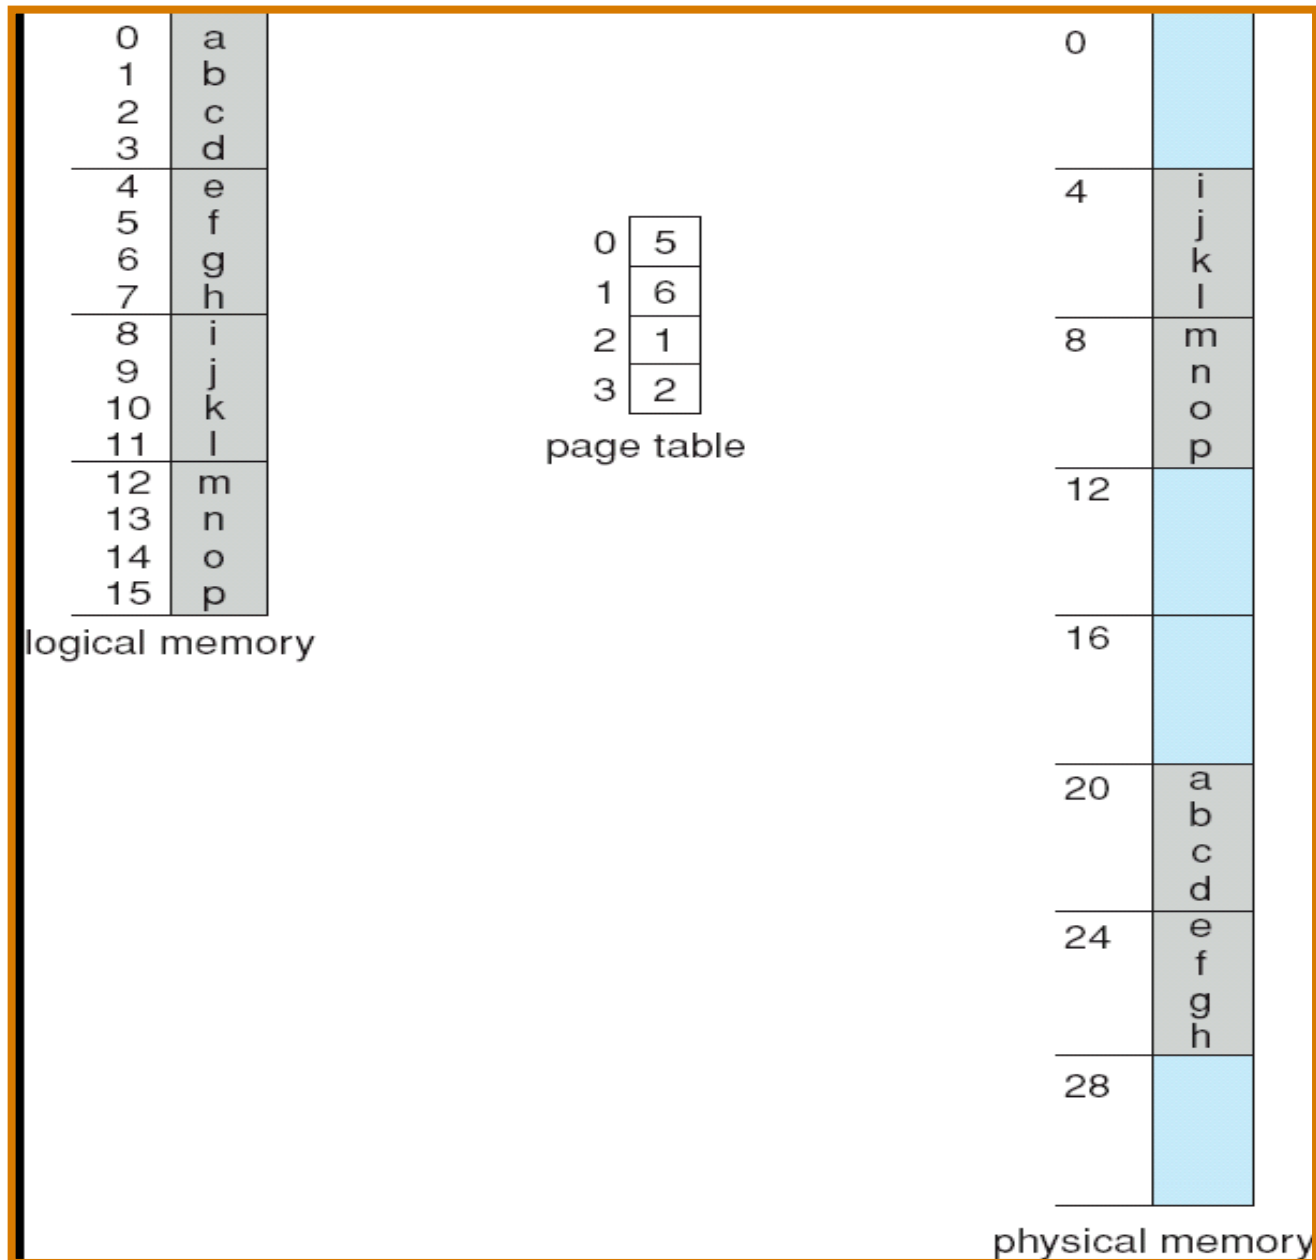 0 a
1 b
2 c
3 d
4 e
5 f
6 g
7 h
8 i
9 j
10 k
11 l
12 m
13 n
14 o
15 p
logical memory
0 5
1 6
2 1
3 2
page table
0
4 i
j
k
l
8 m
n
o
p
12
16
20 a
b
c
d
24 e
f
g
h
28
physical memory